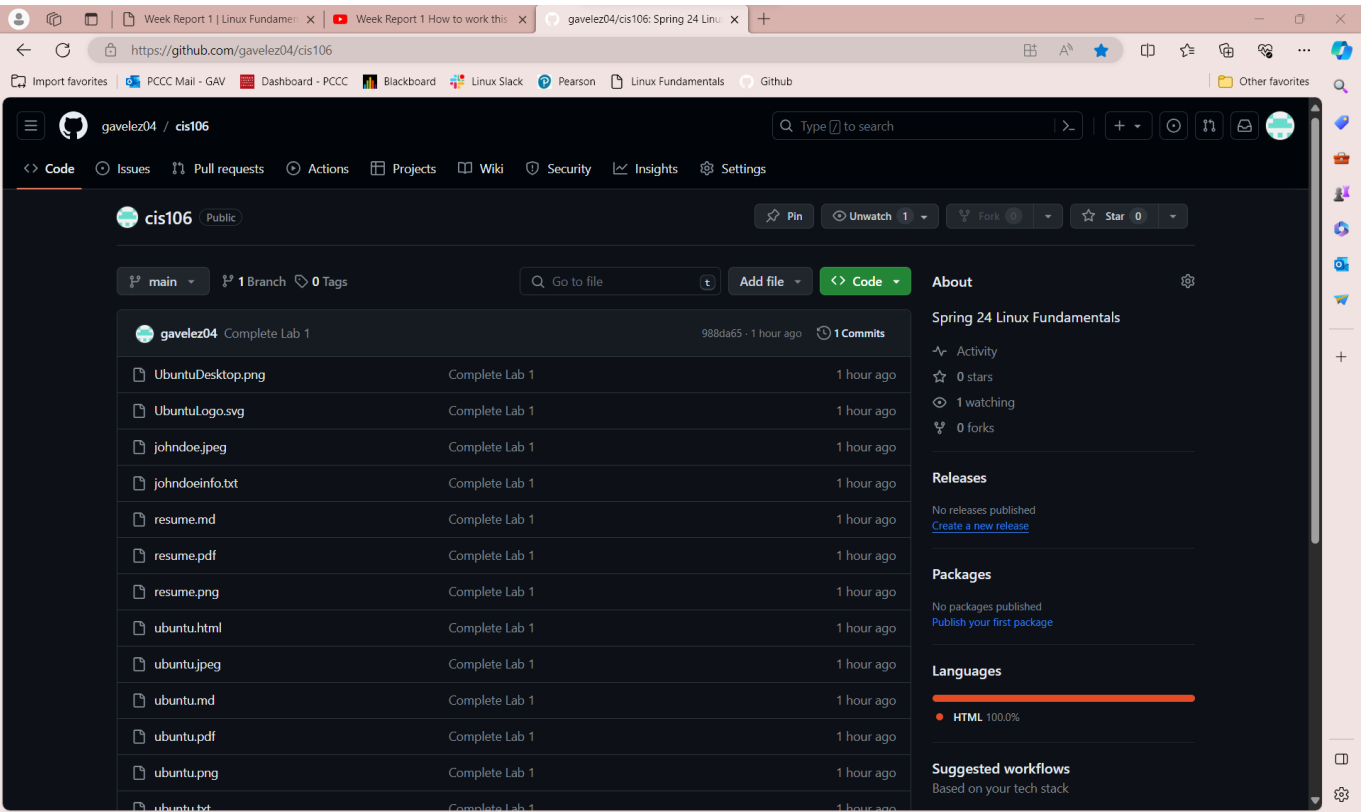 Week Report 1 | Linux Fundamen
Week Report 1 How to work this
gavelez04/cis106: Spring 24 Linu
https://github.com/gavelez04/cis106
Import favorites
PCCC Mail - GAV
Dashboard - PCCC
Blackboard
Linux Slack
Pearson
Linux Fundamentals
Github
Other favorites
gavelez04 / cis106
Type / to search
Code
Issues
Pull requests
Actions
Projects
Wiki
Security
Insights
Settings
cis106 Public
Pin
Unwatch 1
Fork 0
Star 0
main
1 Branch
0 Tags
Go to file t
Add file
Code
gavelez04 Complete Lab 1 988da65 · 1 hour ago 1 Commits
UbuntuDesktop.png Complete Lab 1 1 hour ago
UbuntuLogo.svg Complete Lab 1 1 hour ago
johndoe.jpeg Complete Lab 1 1 hour ago
johndoeinfo.txt Complete Lab 1 1 hour ago
resume.md Complete Lab 1 1 hour ago
resume.pdf Complete Lab 1 1 hour ago
resume.png Complete Lab 1 1 hour ago
ubuntu.html Complete Lab 1 1 hour ago
ubuntu.jpeg Complete Lab 1 1 hour ago
ubuntu.md Complete Lab 1 1 hour ago
ubuntu.pdf Complete Lab 1 1 hour ago
ubuntu.png Complete Lab 1 1 hour ago
ubuntu.txt Complete Lab 1 1 hour ago
About
Spring 24 Linux Fundamentals
Activity
0 stars
1 watching
0 forks
Releases
No releases published
Create a new release
Packages
No packages published
Publish your first package
Languages
HTML 100.0%
Suggested workflows
Based on your tech stack